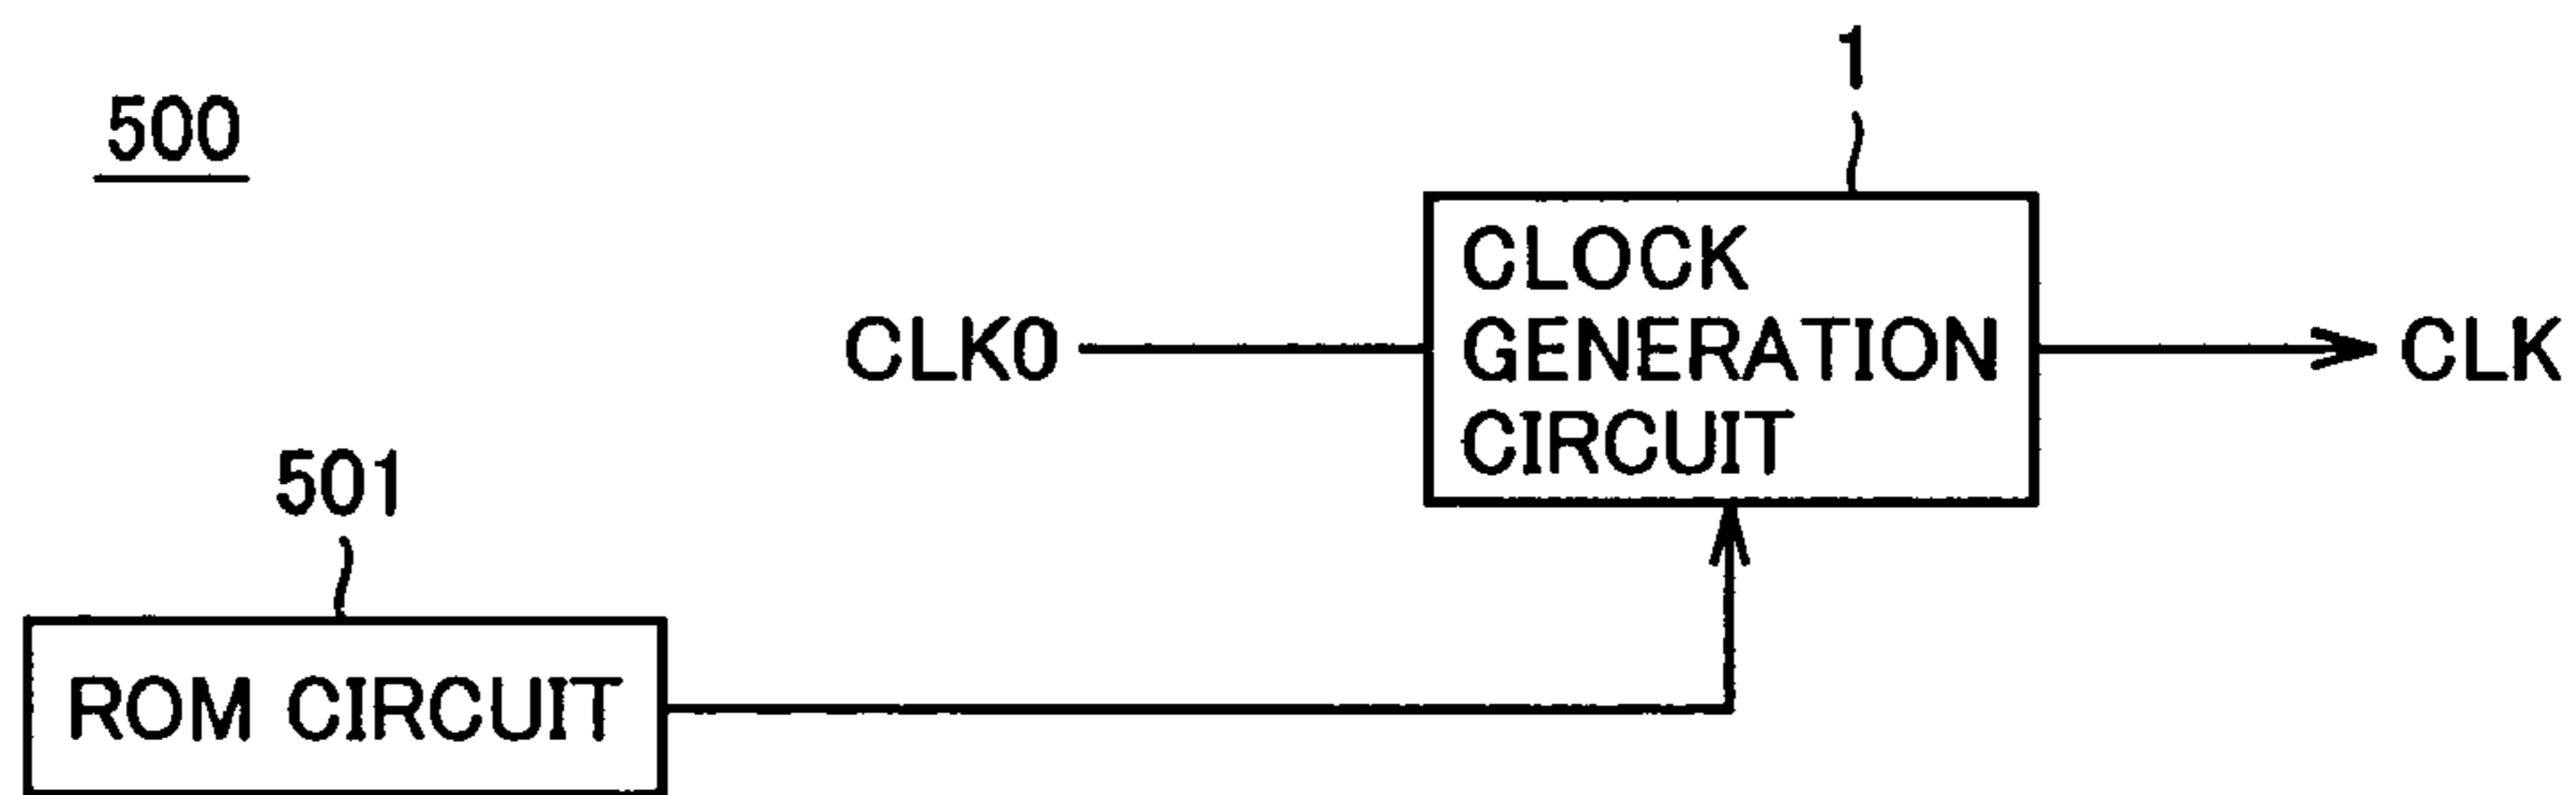 1
500
CLOCK
GENERATION
CIRCUIT
CLK0
CLK
501
ROM CIRCUIT